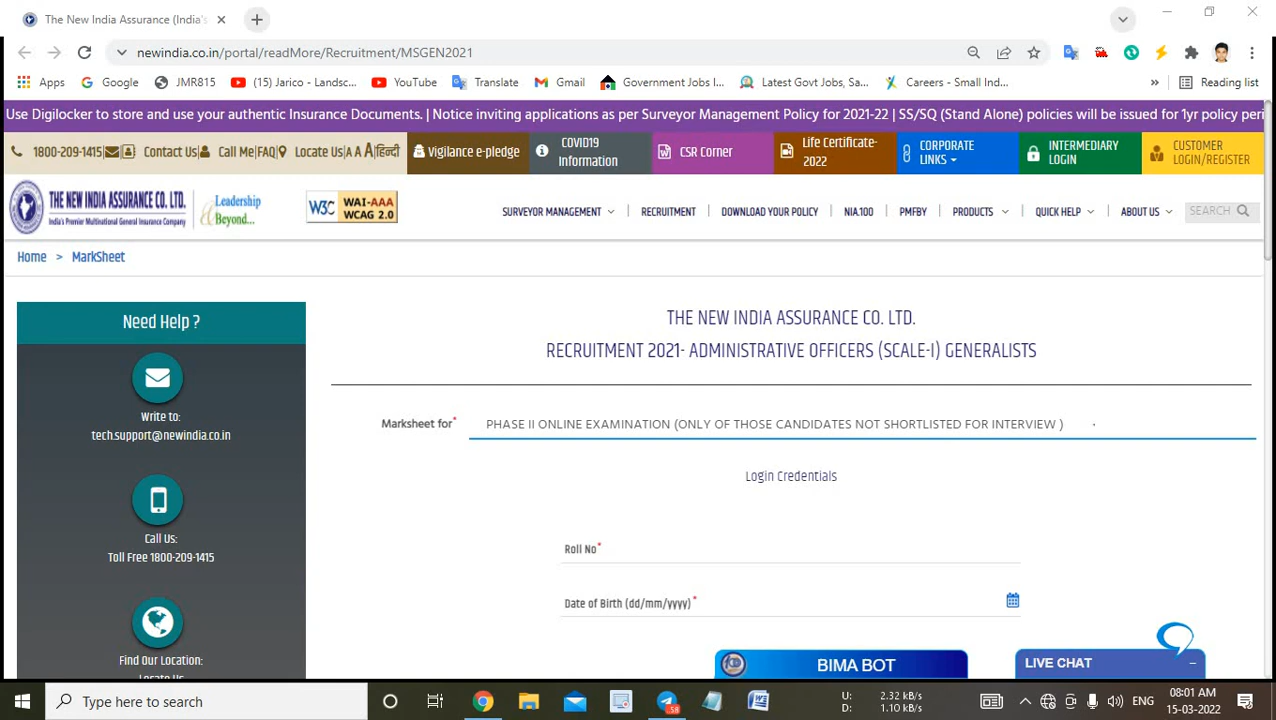 The New India Assurance (India's
newindia.co.in/portal/readMore/Recruitment/MSGEN2021
Apps
Google
JMR815
(15) Jarico - Landsc...
YouTube
Translate
Gmail
Government Jobs I...
Latest Govt Jobs, Sa...
Careers - Small Ind...
»
Reading list
Use Digilocker to store and use your authentic Insurance Documents. | Notice inviting applications as per Surveyor Management Policy for 2021-22 | SS/SQ (Stand Alone) policies will be issued for 1yr policy peri
1800-209-1415
Contact Us|
Call Me|FAQ|
Locate Us|A A A|हिन्दी
Vigilance e-pledge
COVID19
Information
CSR Corner
Life Certificate-
2022
CORPORATE
LINKS
INTERMEDIARY
LOGIN
CUSTOMER
LOGIN/REGISTER
THE NEW INDIA ASSURANCE CO. LTD.
India's Premier Multinational General Insurance Company
Leadership
Beyond...
W3C
WAI-AAA
WCAG 2.0
SURVEYOR MANAGEMENT
RECRUITMENT
DOWNLOAD YOUR POLICY
NIA.100
PMFBY
PRODUCTS
QUICK HELP
ABOUT US
SEARCH
Home > MarkSheet
Need Help ?
Write to:
tech.support@newindia.co.in
Call Us:
Toll Free 1800-209-1415
Find Our Location:
Locate Us
THE NEW INDIA ASSURANCE CO. LTD.
RECRUITMENT 2021- ADMINISTRATIVE OFFICERS (SCALE-I) GENERALISTS
Marksheet for*
PHASE II ONLINE EXAMINATION (ONLY OF THOSE CANDIDATES NOT SHORTLISTED FOR INTERVIEW )
Login Credentials
Roll No*
Date of Birth (dd/mm/yyyy) *
BIMA BOT
LIVE CHAT
Type here to search
58
U:
D:
2.32 kB/s
1.10 kB/s
ENG
08:01 AM
15-03-2022